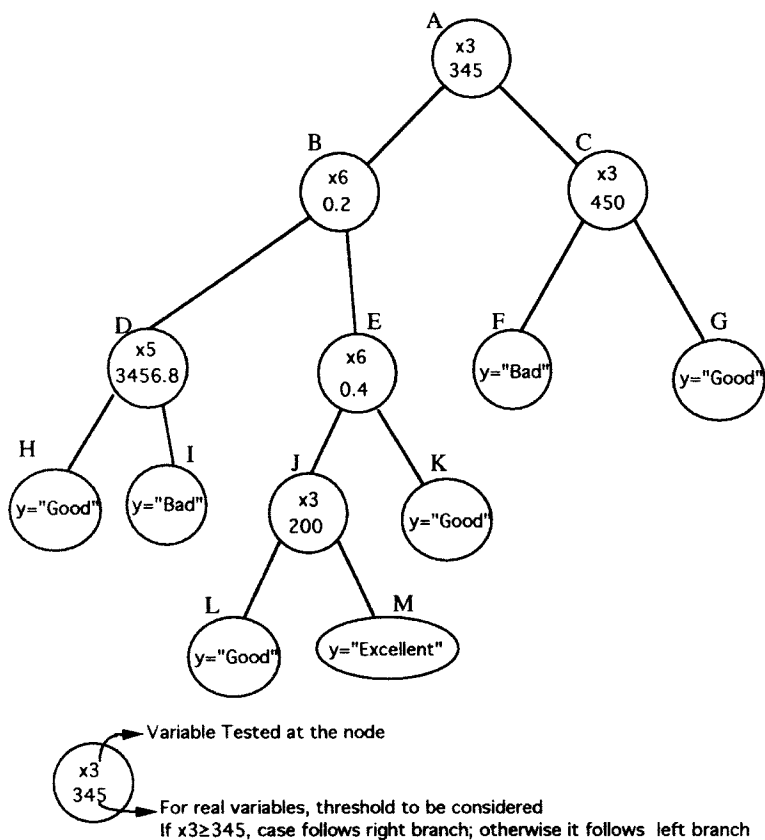 A
x3
345
B
x6
0.2
C
x3
450
D
x5
3456.8
E
x6
0.4
F
y="Bad"
G
y="Good"
H
y="Good"
I
y="Bad"
J
x3
200
K
y="Good"
L
y="Good"
M
y="Excellent"
Variable Tested at the node
x3
345
For real variables, threshold to be considered
If x3≥345, case follows right branch; otherwise it follows left branch